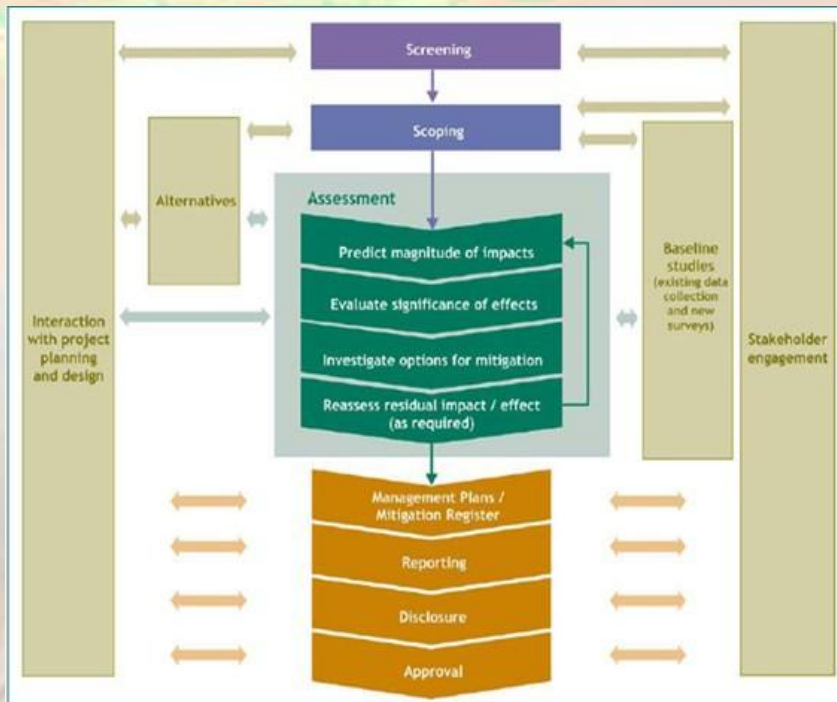 Screening
Scoping
Alternatives
Assessment
Predict magnitude of impacts
Evaluate significance of effects
Investigate options for mitigation
Reassess residual impact / effect
(as required)
Baseline
studies
(existing data
collection
and new
surveys)
Interaction
with project
planning
and design
Stakeholder
engagement
Management Plans /
Mitigation Register
Reporting
Disclosure
Approval